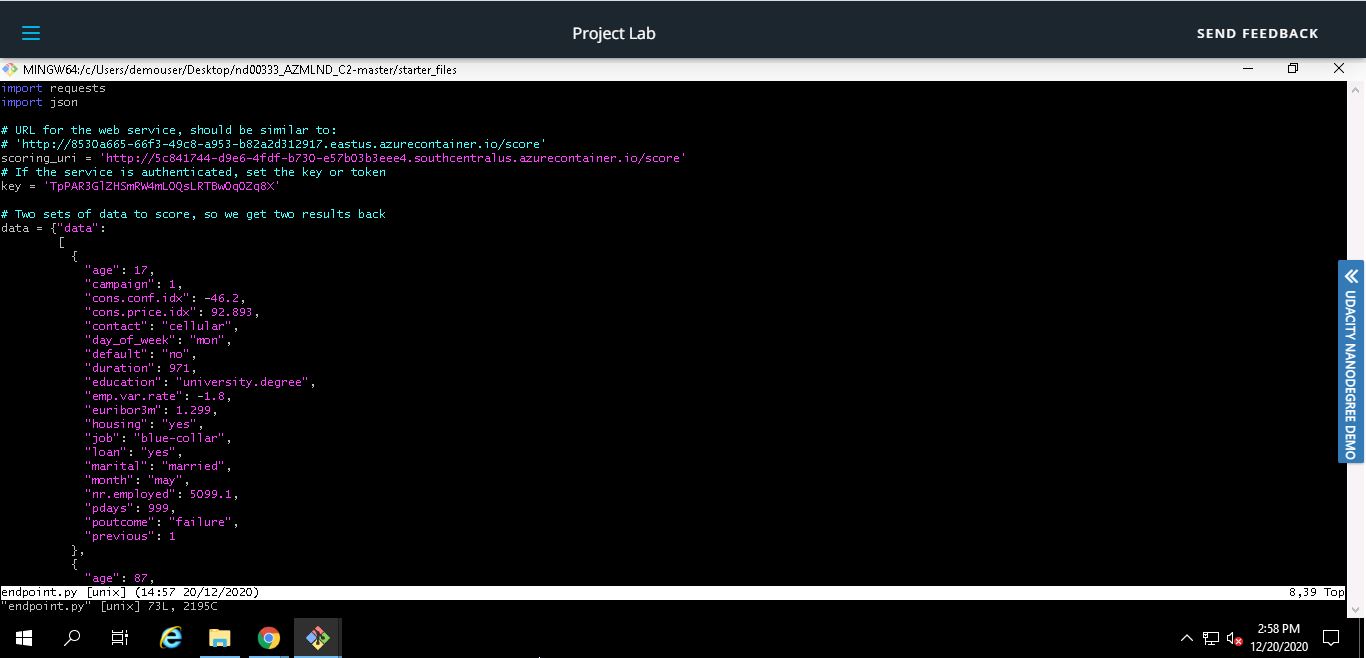 Project Lab
SEND FEEDBACK
MINGW64:/c/Users/demouser/Desktop/nd00333_AZMLND_C2-master/starter_files
import requests
import json
# URL for the web service, should be similar to:
# 'http://8530a665-66f3-49c8-a953-b82a2d312917.eastus.azurecontainer.io/score'
scoring_uri = 'http://5c841744-d9e6-4fdf-b730-e57b03b3eee4.southcentralus.azurecontainer.io/score'
# If the service is authenticated, set the key or token
key = 'TpPAR3GlZHSmRW4mLOQsLRTBwOqOZq8X'
# Two sets of data to score, so we get two results back
data = {"data":
[
{
"age": 17,
"campaign": 1,
"cons.conf.idx": -46.2,
"cons.price.idx": 92.893,
"contact": "cellular",
"day_of_week": "mon",
"default": "no",
"duration": 971,
"education": "university.degree",
"emp.var.rate": -1.8,
"euribor3m": 1.299,
"housing": "yes",
"job": "blue-collar",
"loan": "yes",
"marital": "married",
"month": "may",
"nr.employed": 5099.1,
"pdays": 999,
"poutcome": "failure",
"previous": 1
},
{
"age": 87,
endpoint.py [unix] (14:57 20/12/2020) 8,39 Top
"endpoint.py" [unix] 73L, 2195C
UDACITY NANODEGREE DEMO
2:58 PM
12/20/2020